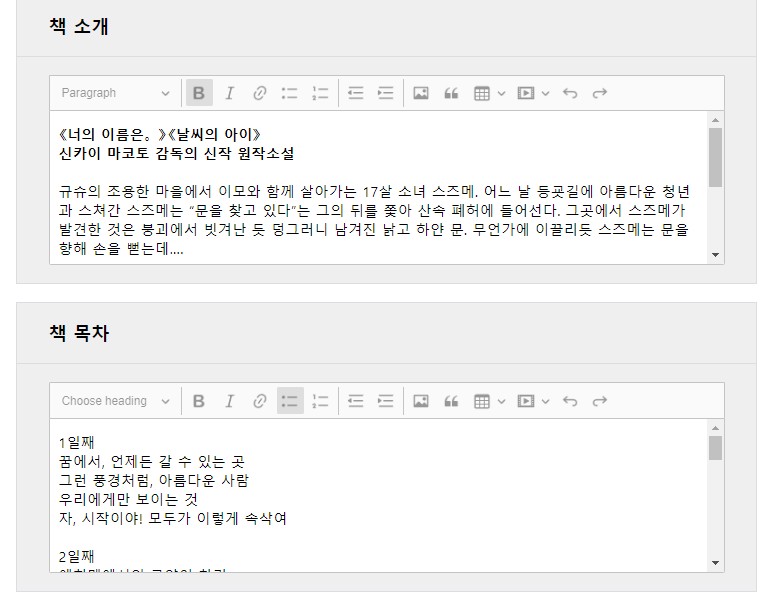 책 소개
Paragraph
《너의 이름은。》《날씨의 아이》
신카이 마코토 감독의 신작 원작소설
규슈의 조용한 마을에서 이모와 함께 살아가는 17살 소녀 스즈메. 어느 날 등굣길에 아름다운 청년
과 스쳐간 스즈메는 “문을 찾고 있다”는 그의 뒤를 쫓아 산속 폐허에 들어선다. 그곳에서 스즈메가
발견한 것은 붕괴에서 빗겨난 듯 덩그러니 남겨진 낡고 하얀 문. 무언가에 이끌리듯 스즈메는 문을
향해 손을 뻗는데….
책 목차
Choose heading
1일째
꿈에서, 언제든 갈 수 있는 곳
그런 풍경처럼, 아름다운 사람
우리에게만 보이는 것
자, 시작이야! 모두가 이렇게 속삭여
2일째